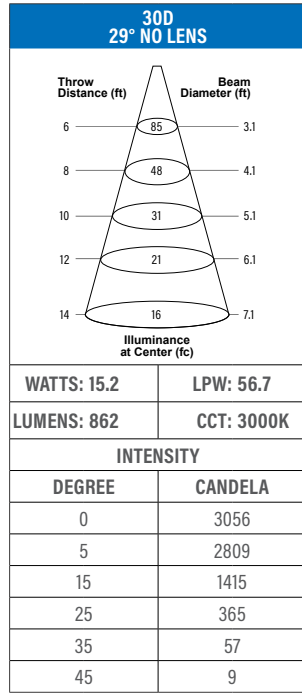 30D
29° NO LENS
Throw Distance (ft)
Beam Diameter (ft)
6 85 3.1
8 48 4.1
10 31 5.1
12 21 6.1
14 16 7.1
Illuminance
at Center (fc)
WATTS: 15.2 LPW: 56.7
LUMENS: 862 CCT: 3000K
INTENSITY
DEGREE CANDELA
0 3056
5 2809
15 1415
25 365
35 57
45 9